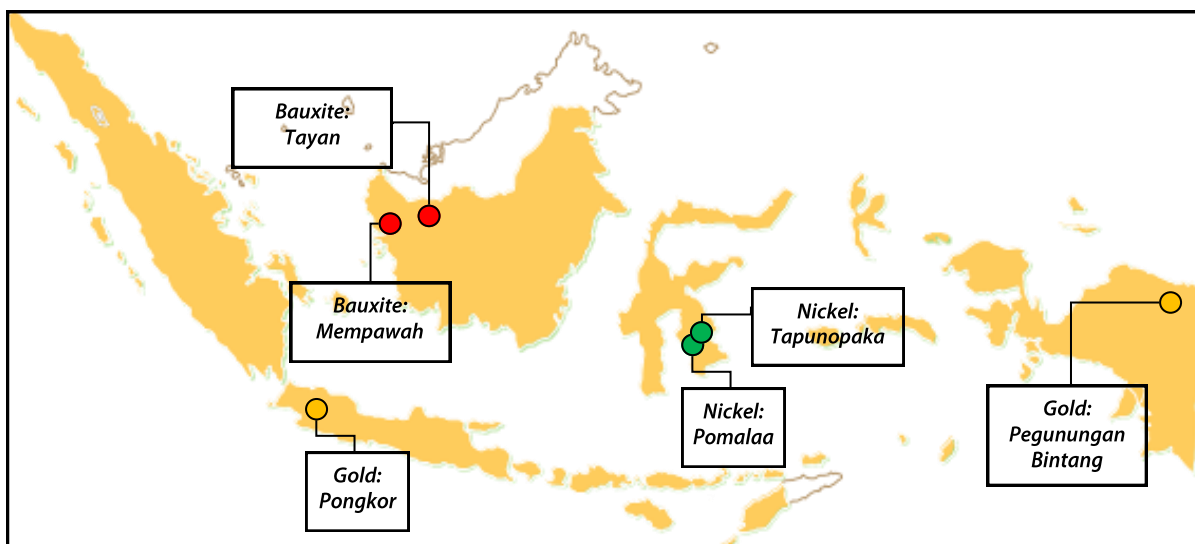 Bauxite:
Tayan
Bauxite:
Mempawah
Nickel:
Tapunopaka
Nickel:
Pomalaa
Gold:
Pegunungan
Bintang
Gold:
Pongkor